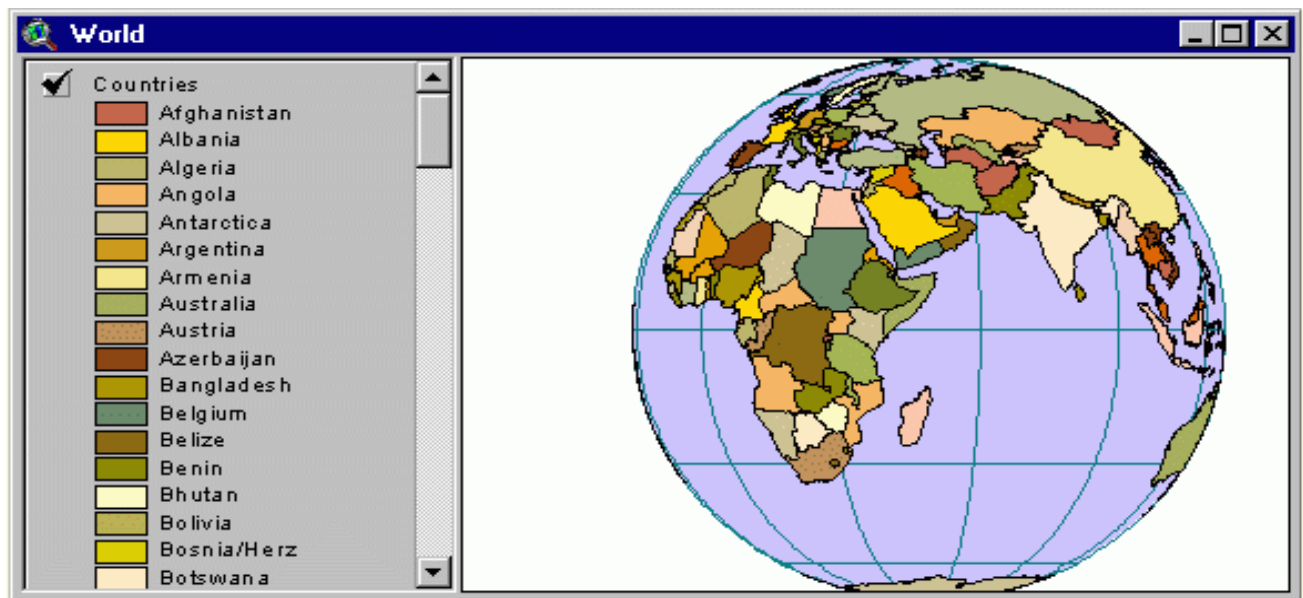 World
Countries
Afghanistan
Albania
Algeria
Angola
Antarctica
Argentina
Armenia
Australia
Austria
Azerbaijan
Bangladesh
Belgium
Belize
Benin
Bhutan
Bolivia
Bosnia/Herz
Botswana